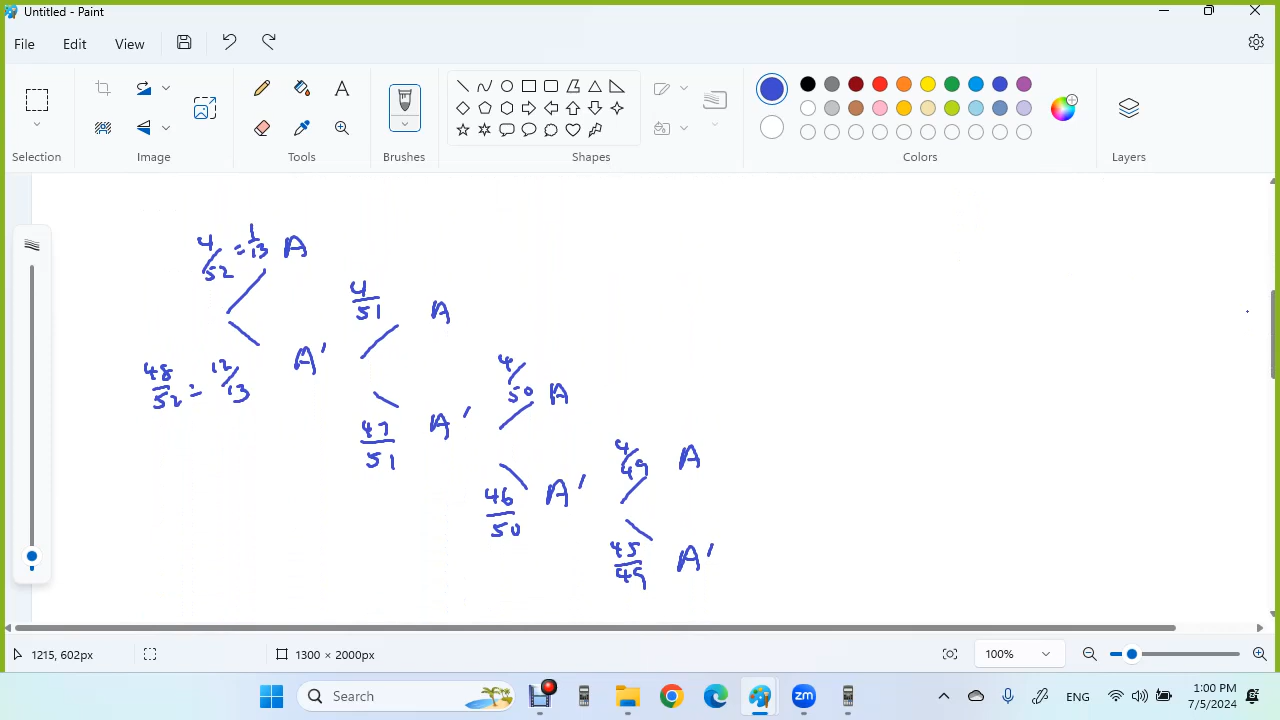 Untitled - Paint
File Edit View
Selection Image Tools Brushes Shapes Colors Layers
4/52 = 1/13 A
4/51 A
48/52 = 12/13 A'
4/50 A
47/51 A'
4/49 A
46/50 A'
45/49 A'
1215, 602px 1300 × 2000px 100%
Search zm ENG 1:00 PM
7/5/2024